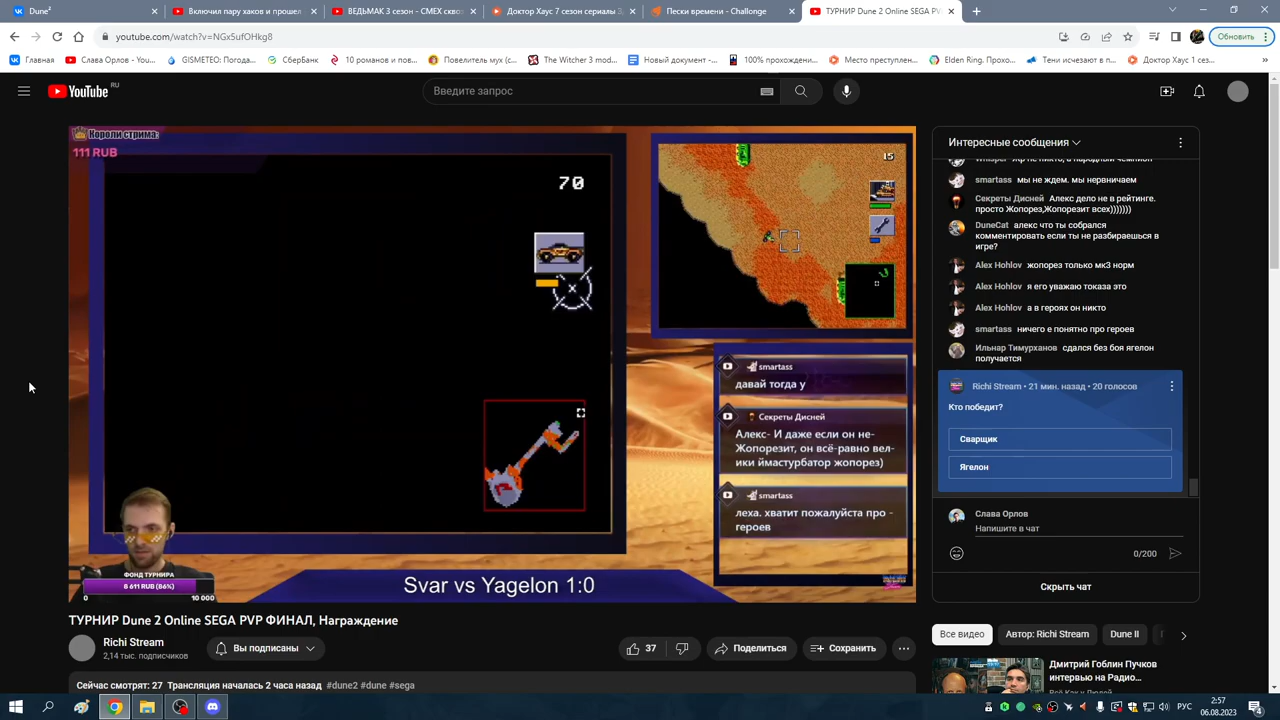 Dune²
Включил пару хаков и прошел
ВЕДЬМАК 3 сезон - СМЕХ сквоз
Доктор Хаус 7 сезон сериалы З
Пески времени - Challonge
ТУРНИР Dune 2 Online SEGA PVP
youtube.com/watch?v=NGx5ufOHkg8
Обновить
Главная
Слава Орлов - You...
GISMETEO: Погода...
СберБанк
10 романов и пов...
Повелитель мух (с...
The Witcher 3 mod...
Новый документ -...
100% прохождени...
Место преступлен...
Elden Ring. Прохо...
Тени исчезают в п...
Доктор Хаус 1 сез...
»
YouTube RU
Введите запрос
Короли стрима:
111 RUB
70
15
smartass
давай тогда у
Секреты Дисней
Алекс- И даже если он не-
Жопорезит, он всё-равно вел-
ики ймастурбатор жопорез)
smartass
леха. хватит пожалуйста про -
героев
ФОНД ТУРНИРА
8 611 RUB (86%)
0 10 000
Svar vs Yagelon 1:0
Интересные сообщения
smartass мы не ждем. мы нервничаем
Секреты Дисней Алекс дело не в рейтинге.
просто Жопорез,Жопорезит всех)))))))
DuneCat алекс что ты собрался
комментировать если ты не разбираешься в
игре?
Alex Hohlov жопорез только мк3 норм
Alex Hohlov я его уважаю токаза это
Alex Hohlov а в героях он никто
smartass ничего е понятно про героев
Ильнар Тимурханов сдался без боя ягелон
получается
Richi Stream • 21 мин. назад • 20 голосов
Кто победит?
Сварщик
Ягелон
Слава Орлов
Напишите в чат
0/200
Скрыть чат
ТУРНИР Dune 2 Online SEGA PVP ФИНАЛ, Награждение
Richi Stream
2,14 тыс. подписчиков
Вы подписаны
37
Поделиться
Сохранить
Сейчас смотрят: 27 Трансляция началась 2 часа назад #dune2 #dune #sega
Все видео
Автор: Richi Stream
Dune II
Дмитрий Гоблин Пучков
интервью на Радио...
Всё Как у Людей
РУС
2:57
06.08.2023
4